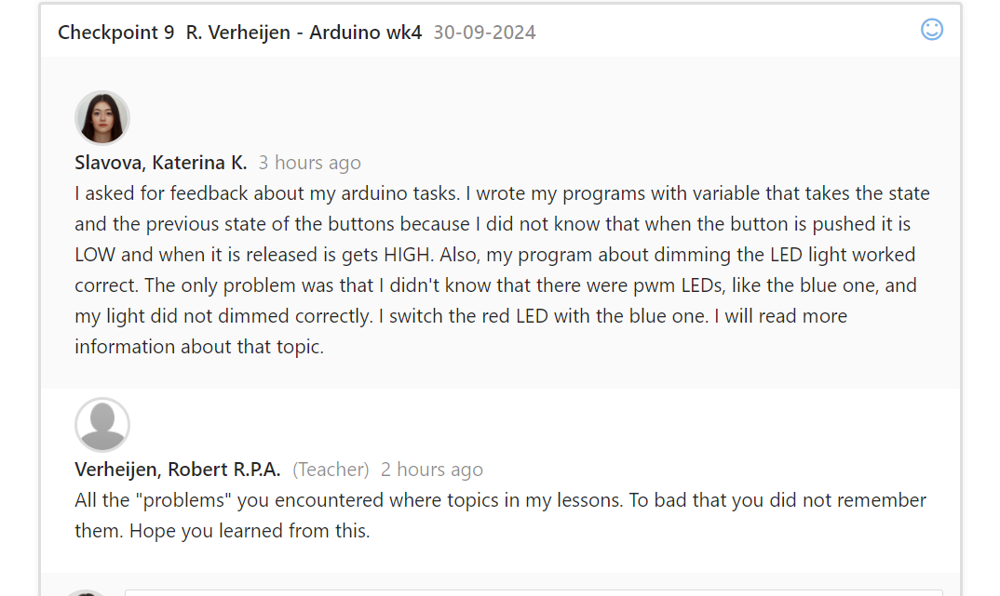 Checkpoint 9 R. Verheijen - Arduino wk4 30-09-2024
Slavova, Katerina K. 3 hours ago
I asked for feedback about my arduino tasks. I wrote my programs with variable that takes the state
and the previous state of the buttons because I did not know that when the button is pushed it is
LOW and when it is released is gets HIGH. Also, my program about dimming the LED light worked
correct. The only problem was that I didn't know that there were pwm LEDs, like the blue one, and
my light did not dimmed correctly. I switch the red LED with the blue one. I will read more
information about that topic.
Verheijen, Robert R.P.A. (Teacher) 2 hours ago
All the "problems" you encountered where topics in my lessons. To bad that you did not remember
them. Hope you learned from this.